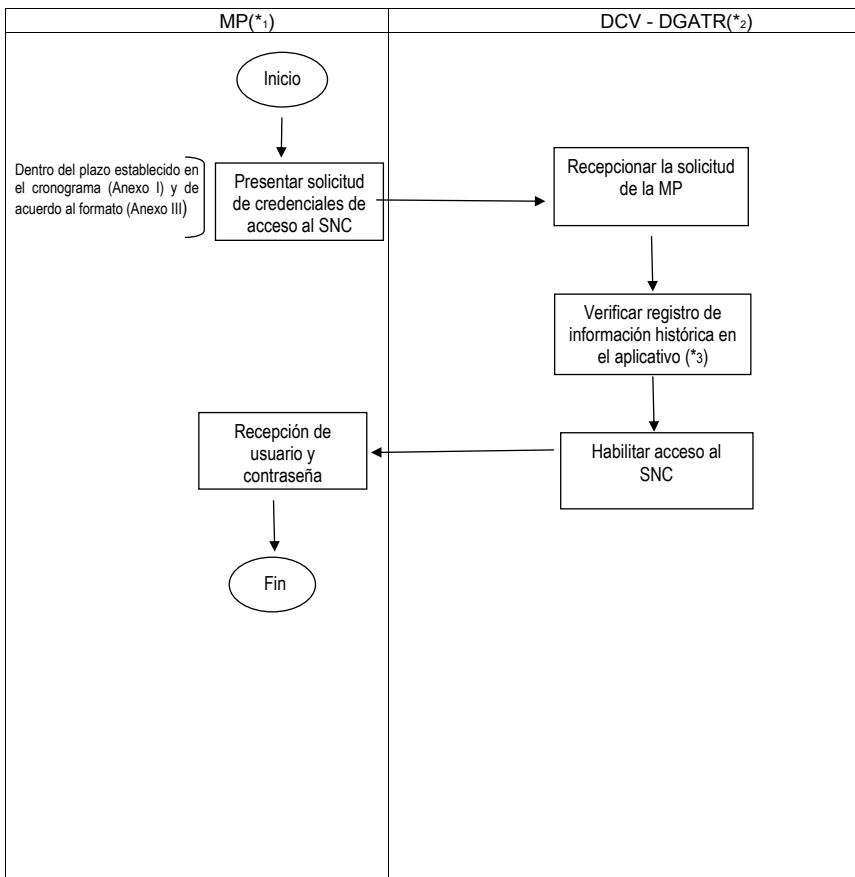 MP(*1)
DCV - DGATR(*2)
Inicio
Dentro del plazo establecido en
el cronograma (Anexo I) y de
acuerdo al formato (Anexo III)
Presentar solicitud
de credenciales de
acceso al SNC
Recepcionar la solicitud
de la MP
Verificar registro de
información histórica en
el aplicativo (*3)
Habilitar acceso al
SNC
Recepción de
usuario y
contraseña
Fin